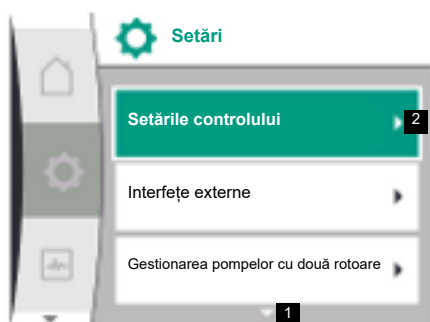 Setări
Setările controlului
2
Interfețe externe
Gestionarea pompelor cu două rotoare
1